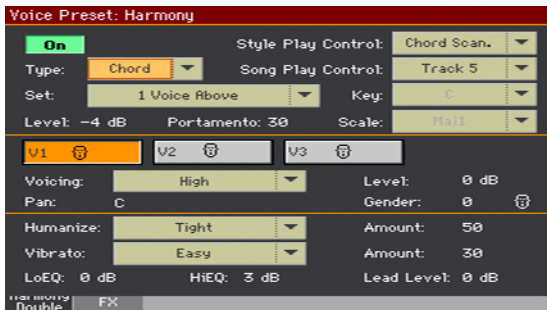 Voice Preset: Harmony
On Style Play Control: Chord Scan.
Type: Chord Song Play Control: Track 5
Set: 1 Voice Above Key: C
Level: -4 dB Portamento: 30 Scale: Maj1
V1 V2 V3
Voicing: High Level: 0 dB
Pan: C Gender: 0
Humanize: Tight Amount: 50
Vibrato: Easy Amount: 30
LoEQ: 0 dB HiEQ: 3 dB Lead Level: 0 dB
Harmony FX
Double